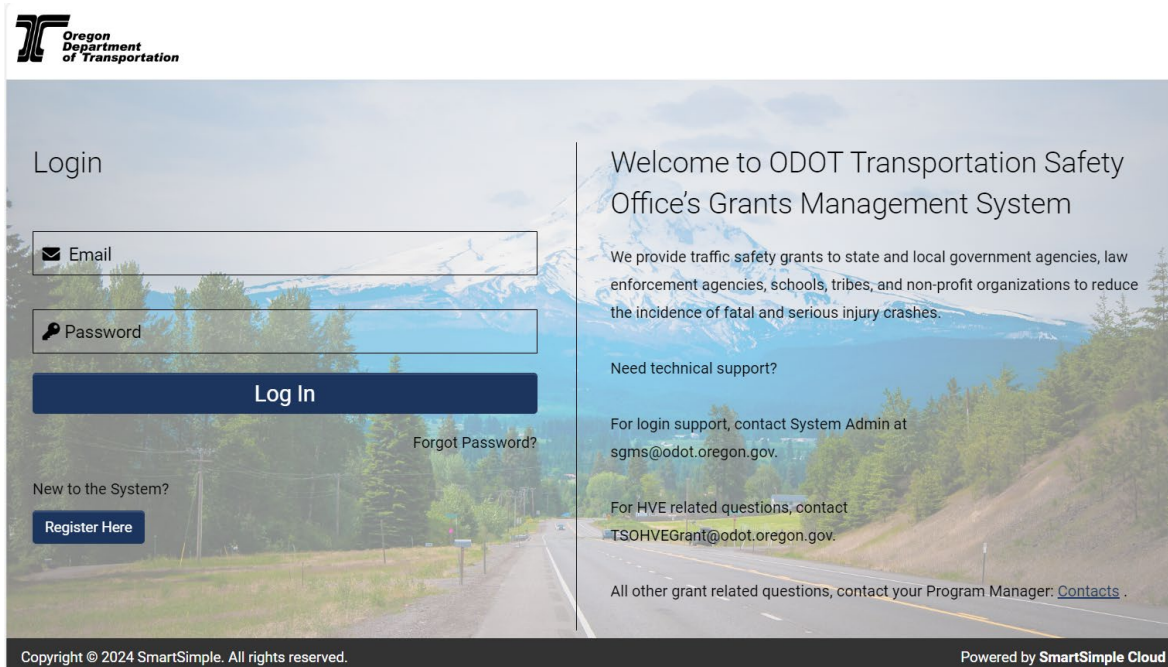 Oregon
Department
of Transportation
Login
Email
Password
Log In
Forgot Password?
New to the System?
Register Here
Welcome to ODOT Transportation Safety
Office’s Grants Management System
We provide traffic safety grants to state and local government agencies, law
enforcement agencies, schools, tribes, and non-profit organizations to reduce
the incidence of fatal and serious injury crashes.
Need technical support?
For login support, contact System Admin at
sgms@odot.oregon.gov.
For HVE related questions, contact
TSOHVEGrant@odot.oregon.gov.
All other grant related questions, contact your Program Manager: Contacts .
Copyright © 2024 SmartSimple. All rights reserved.
Powered by SmartSimple Cloud